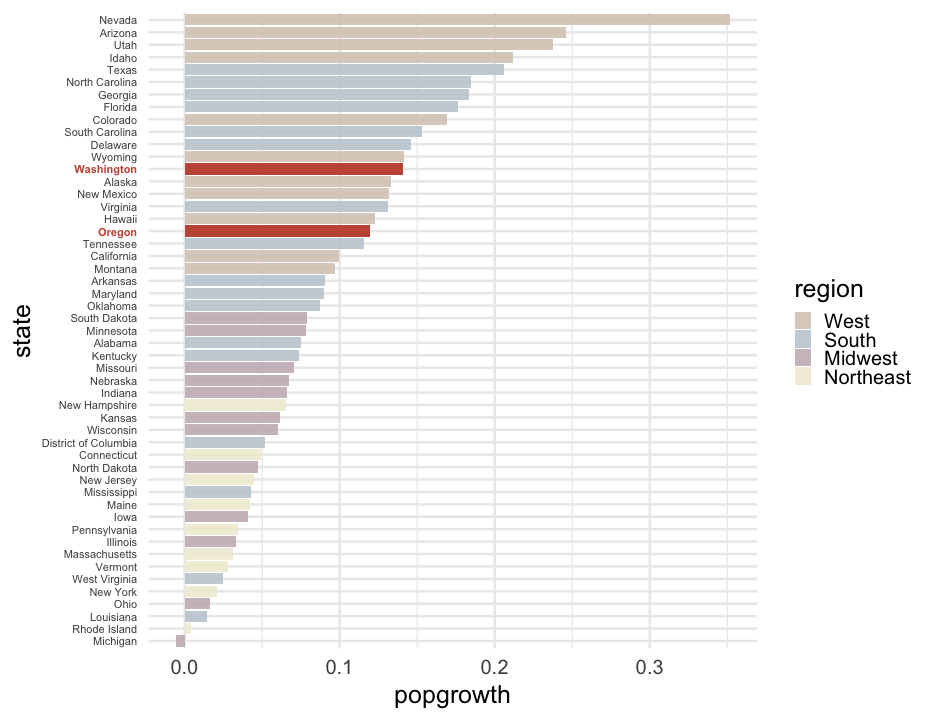 Nevada
Arizona
Utah
Idaho
Texas
North Carolina
Georgia
Florida
Colorado
South Carolina
Delaware
Wyoming
Washington
Alaska
New Mexico
Virginia
Hawaii
Oregon
Tennessee
California
Montana
Arkansas
Maryland
Oklahoma
South Dakota
Minnesota
Alabama
Kentucky
Missouri
Nebraska
Indiana
New Hampshire
Kansas
Wisconsin
District of Columbia
Connecticut
North Dakota
New Jersey
Mississippi
Maine
Iowa
Pennsylvania
Illinois
Massachusetts
Vermont
West Virginia
New York
Ohio
Louisiana
Rhode Island
Michigan
state
0.0 0.1 0.2 0.3
popgrowth
region
West
South
Midwest
Northeast